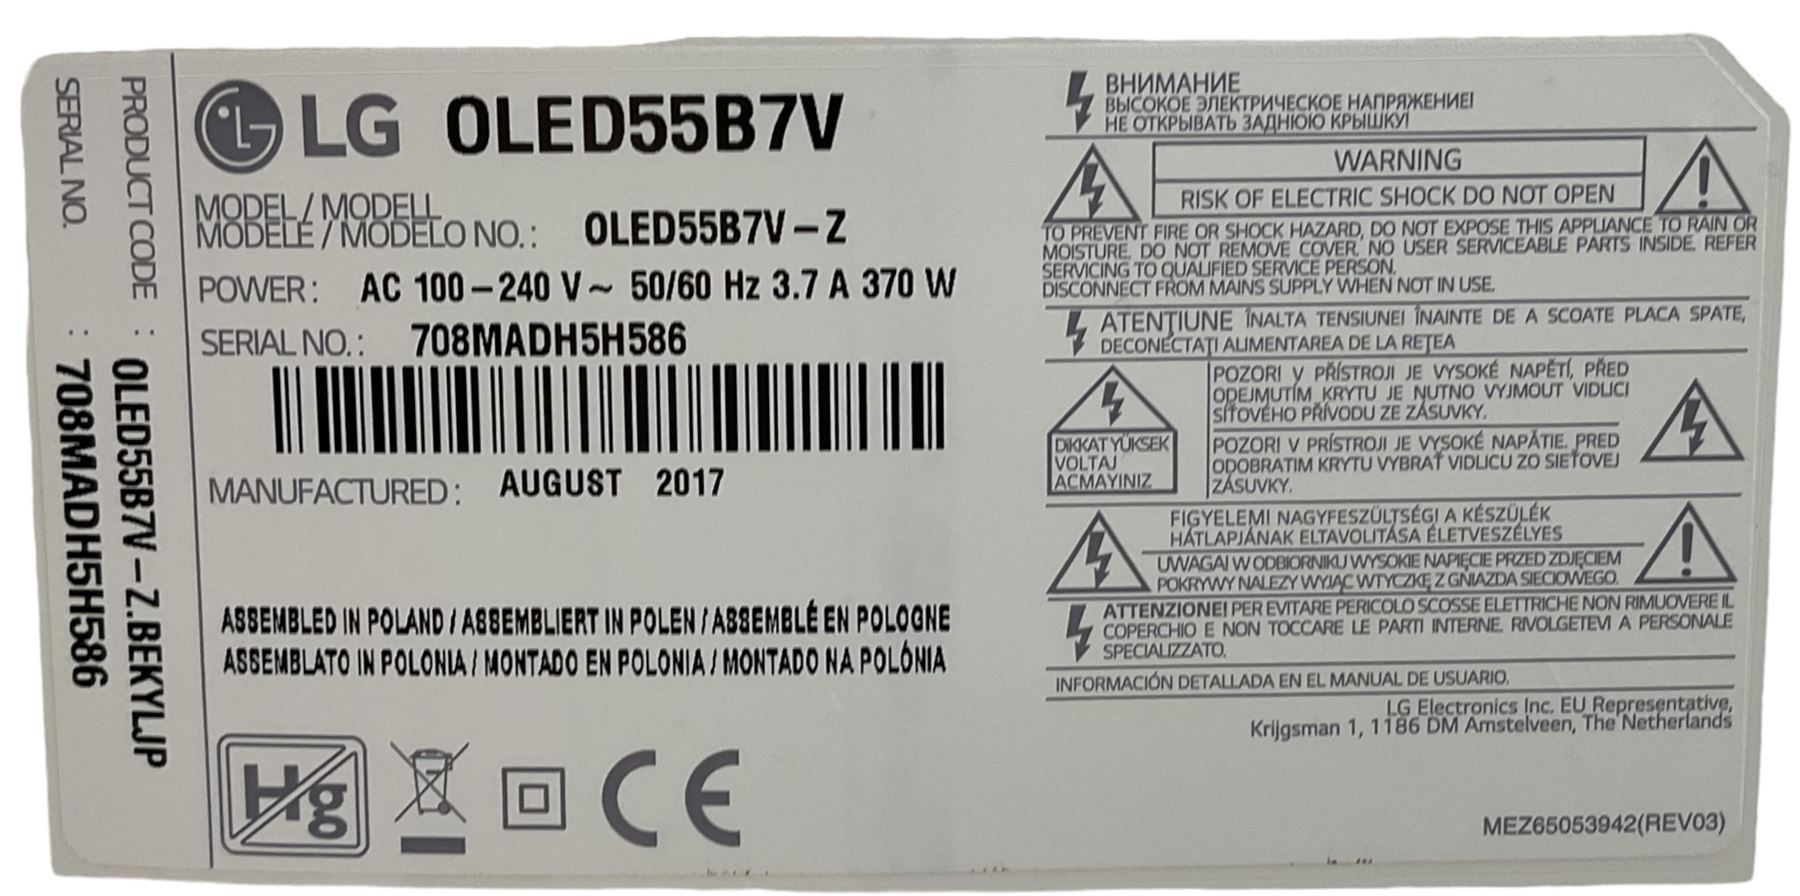 SERIAL NO. : 708MADH5H586
PRODUCT CODE : OLED55B7V-Z.BEKYLJP
LG OLED55B7V
MODEL / MODELL
MODÈLE / MODELO NO. : OLED55B7V-Z
POWER : AC 100-240 V~ 50/60 Hz 3.7 A 370 W
SERIAL NO. : 708MADH5H586
MANUFACTURED : AUGUST 2017
ASSEMBLED IN POLAND / ASSEMBLIERT IN POLEN / ASSEMBLÉ EN POLOGNE
ASSEMBLATO IN POLONIA / MONTADO EN POLONIA / MONTADO NA POLÓNIA
Hg
CE
ВНИМАНИЕ
ВЫСОКОЕ ЭЛЕКТРИЧЕСКОЕ НАПРЯЖЕНИЕ!
НЕ ОТКРЫВАТЬ ЗАДНЮЮ КРЫШКУ!
WARNING
RISK OF ELECTRIC SHOCK DO NOT OPEN
TO PREVENT FIRE OR SHOCK HAZARD, DO NOT EXPOSE THIS APPLIANCE TO RAIN OR
MOISTURE. DO NOT REMOVE COVER. NO USER SERVICEABLE PARTS INSIDE. REFER
SERVICING TO QUALIFIED SERVICE PERSON.
DISCONNECT FROM MAINS SUPPLY WHEN NOT IN USE.
ATENŢIUNE ÎNALTA TENSIUNE! ÎNAINTE DE A SCOATE PLACA SPATE,
DECONECTAŢI ALIMENTAREA DE LA REŢEA
DIKKAT YÜKSEK
VOLTAJ
ACMAYINIZ
POZOR! V PŘÍSTROJI JE VYSOKÉ NAPĚTÍ, PŘED
ODEJMUTÍM KRYTU JE NUTNO VYJMOUT VIDLICI
SÍŤOVÉHO PŘÍVODU ZE ZÁSUVKY.
POZOR! V PRÍSTROJI JE VYSOKÉ NAPÄTIE. PRED
ODOBRATIM KRYTU VYBRAŤ VIDLICU ZO SIEŤOVEJ
ZÁSUVKY.
FIGYELEM! NAGYFESZÜLTSÉG! A KÉSZÜLÉK
HÁTLAPJÁNAK ELTAVOLITÁSA ÉLETVESZÉLYES
UWAGA! W ODBIORNIKU WYSOKIE NAPIĘCIE PRZED ZDJĘCIEM
POKRYWY NALEZY WYJĄC WTYCZKĘ Z GNIAZDA SIECIOWEGO.
ATTENZIONE! PER EVITARE PERICOLO SCOSSE ELETTRICHE NON RIMUOVERE IL
COPERCHIO E NON TOCCARE LE PARTI INTERNE. RIVOLGETEVI A PERSONALE
SPECIALIZZATO.
INFORMACIÓN DETALLADA EN EL MANUAL DE USUARIO.
LG Electronics Inc. EU Representative,
Krijgsman 1, 1186 DM Amstelveen, The Netherlands
MEZ65053942(REV03)